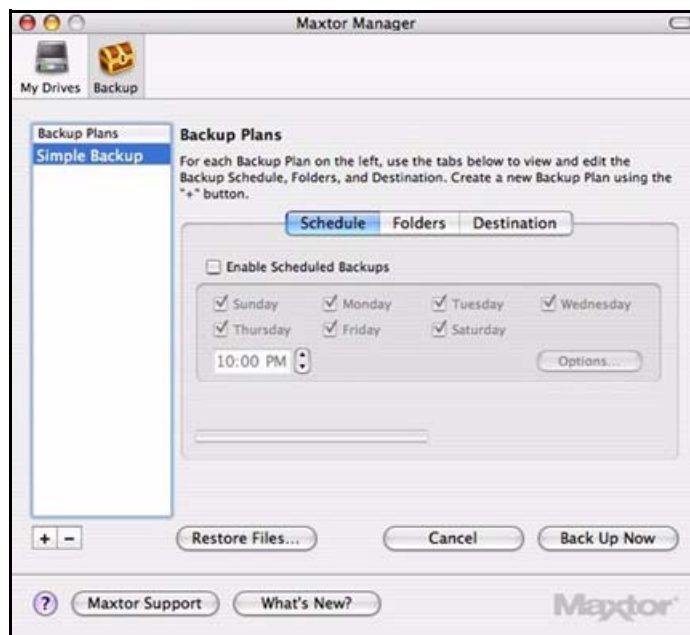 Maxtor Manager
My Drives
Backup
Backup Plans
Simple Backup
Backup Plans
For each Backup Plan on the left, use the tabs below to view and edit the
Backup Schedule, Folders, and Destination. Create a new Backup Plan using the
"+" button.
Schedule
Folders
Destination
Enable Scheduled Backups
Sunday
Monday
Tuesday
Wednesday
Thursday
Friday
Saturday
10:00 PM
Options...
+
−
Restore Files...
Cancel
Back Up Now
?
Maxtor Support
What's New?
Maxtor